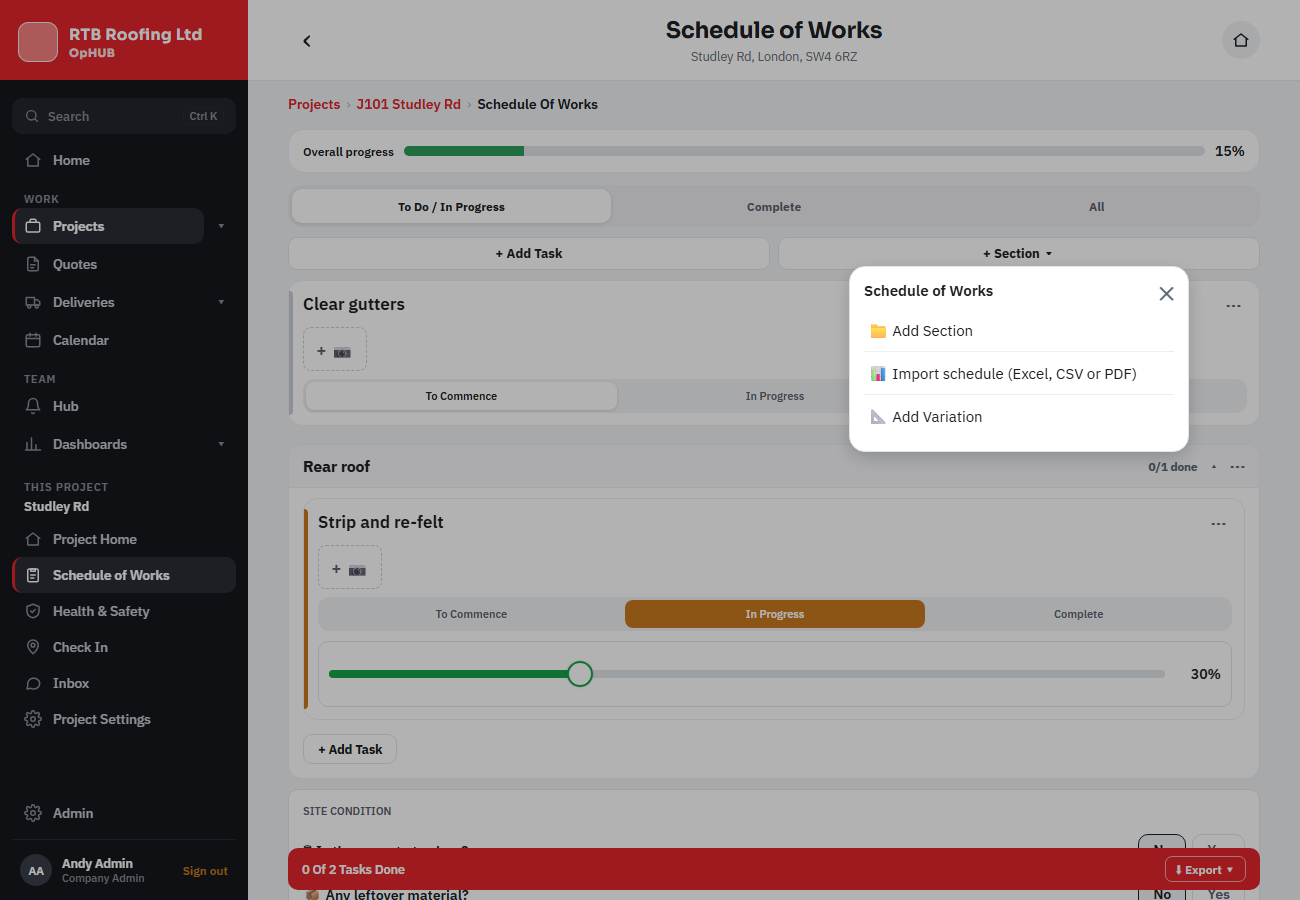 RTB Roofing Ltd
OpHUB
Search
Ctrl K
Home
WORK
Projects
Quotes
Deliveries
Calendar
TEAM
Hub
Dashboards
THIS PROJECT
Studley Rd
Project Home
Schedule of Works
Health & Safety
Check In
Inbox
Project Settings
Admin
AA
Andy Admin
Company Admin
Sign out
Schedule of Works
Studley Rd, London, SW4 6RZ
Projects › J101 Studley Rd › Schedule Of Works
Overall progress
15%
To Do / In Progress
Complete
All
+ Add Task
+ Section
Schedule of Works
Add Section
Import schedule (Excel, CSV or PDF)
Add Variation
Clear gutters
+
To Commence
In Progress
Rear roof
0/1 done
Strip and re-felt
+
To Commence
In Progress
Complete
30%
+ Add Task
SITE CONDITION
0 Of 2 Tasks Done
Export
Any leftover material?
No
Yes